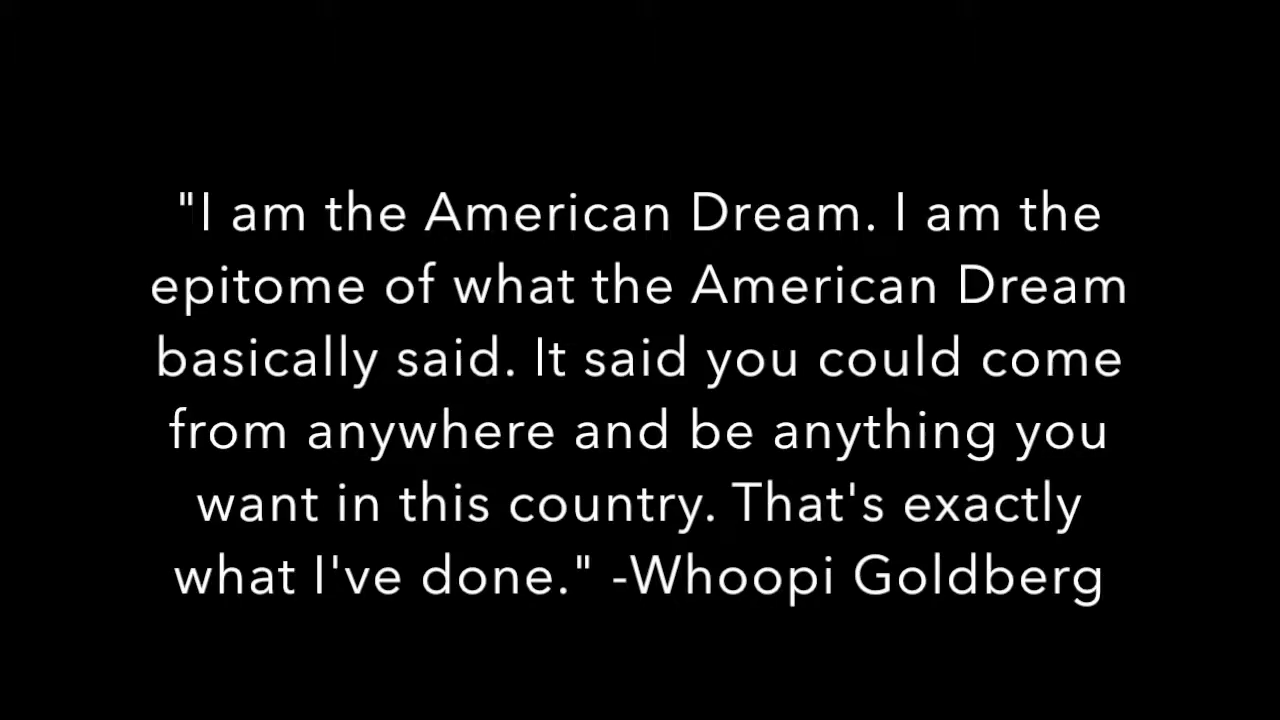 "I am the American Dream. I am the
epitome of what the American Dream
basically said. It said you could come
from anywhere and be anything you
want in this country. That's exactly
what I've done." -Whoopi Goldberg